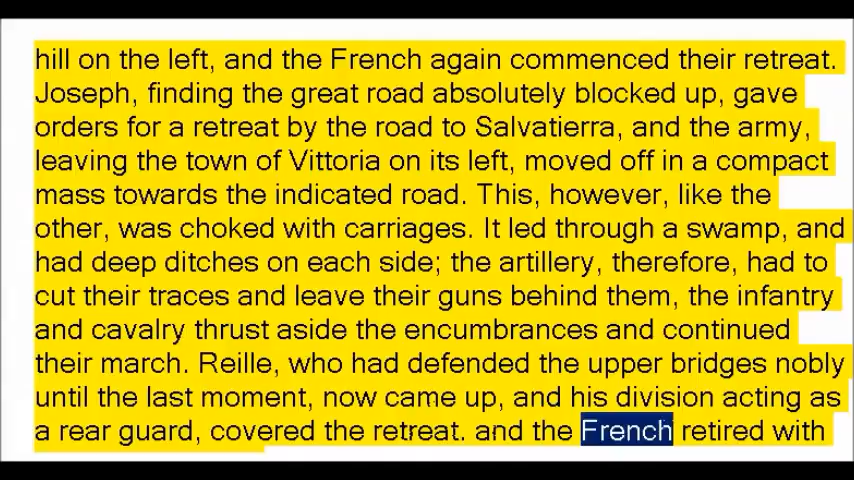 hill on the left, and the French again commenced their retreat.
Joseph, finding the great road absolutely blocked up, gave
orders for a retreat by the road to Salvatierra, and the army,
leaving the town of Vittoria on its left, moved off in a compact
mass towards the indicated road. This, however, like the
other, was choked with carriages. It led through a swamp, and
had deep ditches on each side; the artillery, therefore, had to
cut their traces and leave their guns behind them, the infantry
and cavalry thrust aside the encumbrances and continued
their march. Reille, who had defended the upper bridges nobly
until the last moment, now came up, and his division acting as
a rear guard, covered the retreat. and the French retired with